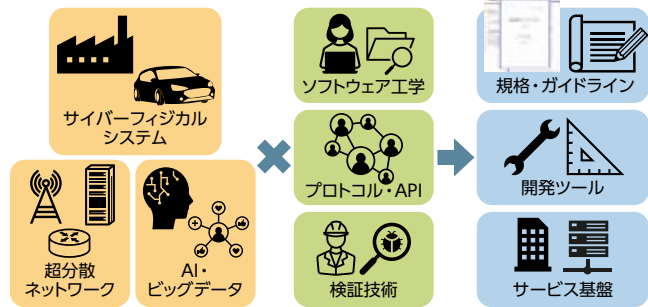 サイバーフィジカル
システム
超分散
ネットワーク
AI・
ビッグデータ
ソフトウェア工学
プロトコル・API
検証技術
規格・ガイドライン
開発ツール
サービス基盤